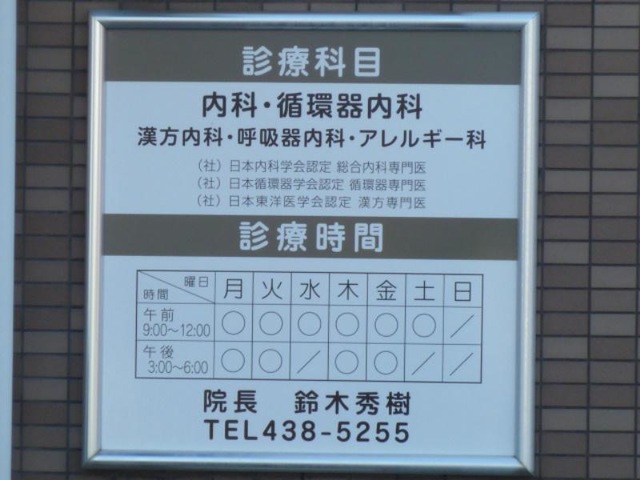 診療科目
内科・循環器内科
漢方内科・呼吸器内科・アレルギー科
（社）日本内科学会認定 総合内科専門医
（社）日本循環器学会認定 循環器専門医
（社）日本東洋医学会認定 漢方専門医
診療時間
曜日
時間 月 火 水 木 金 土 日
午前
9:00〜12:00 ○ ○ ○ ○ ○ ○ ／
午後
3:00〜6:00 ○ ○ ／ ○ ○ ／ ／
院長 鈴木秀樹
TEL438-5255